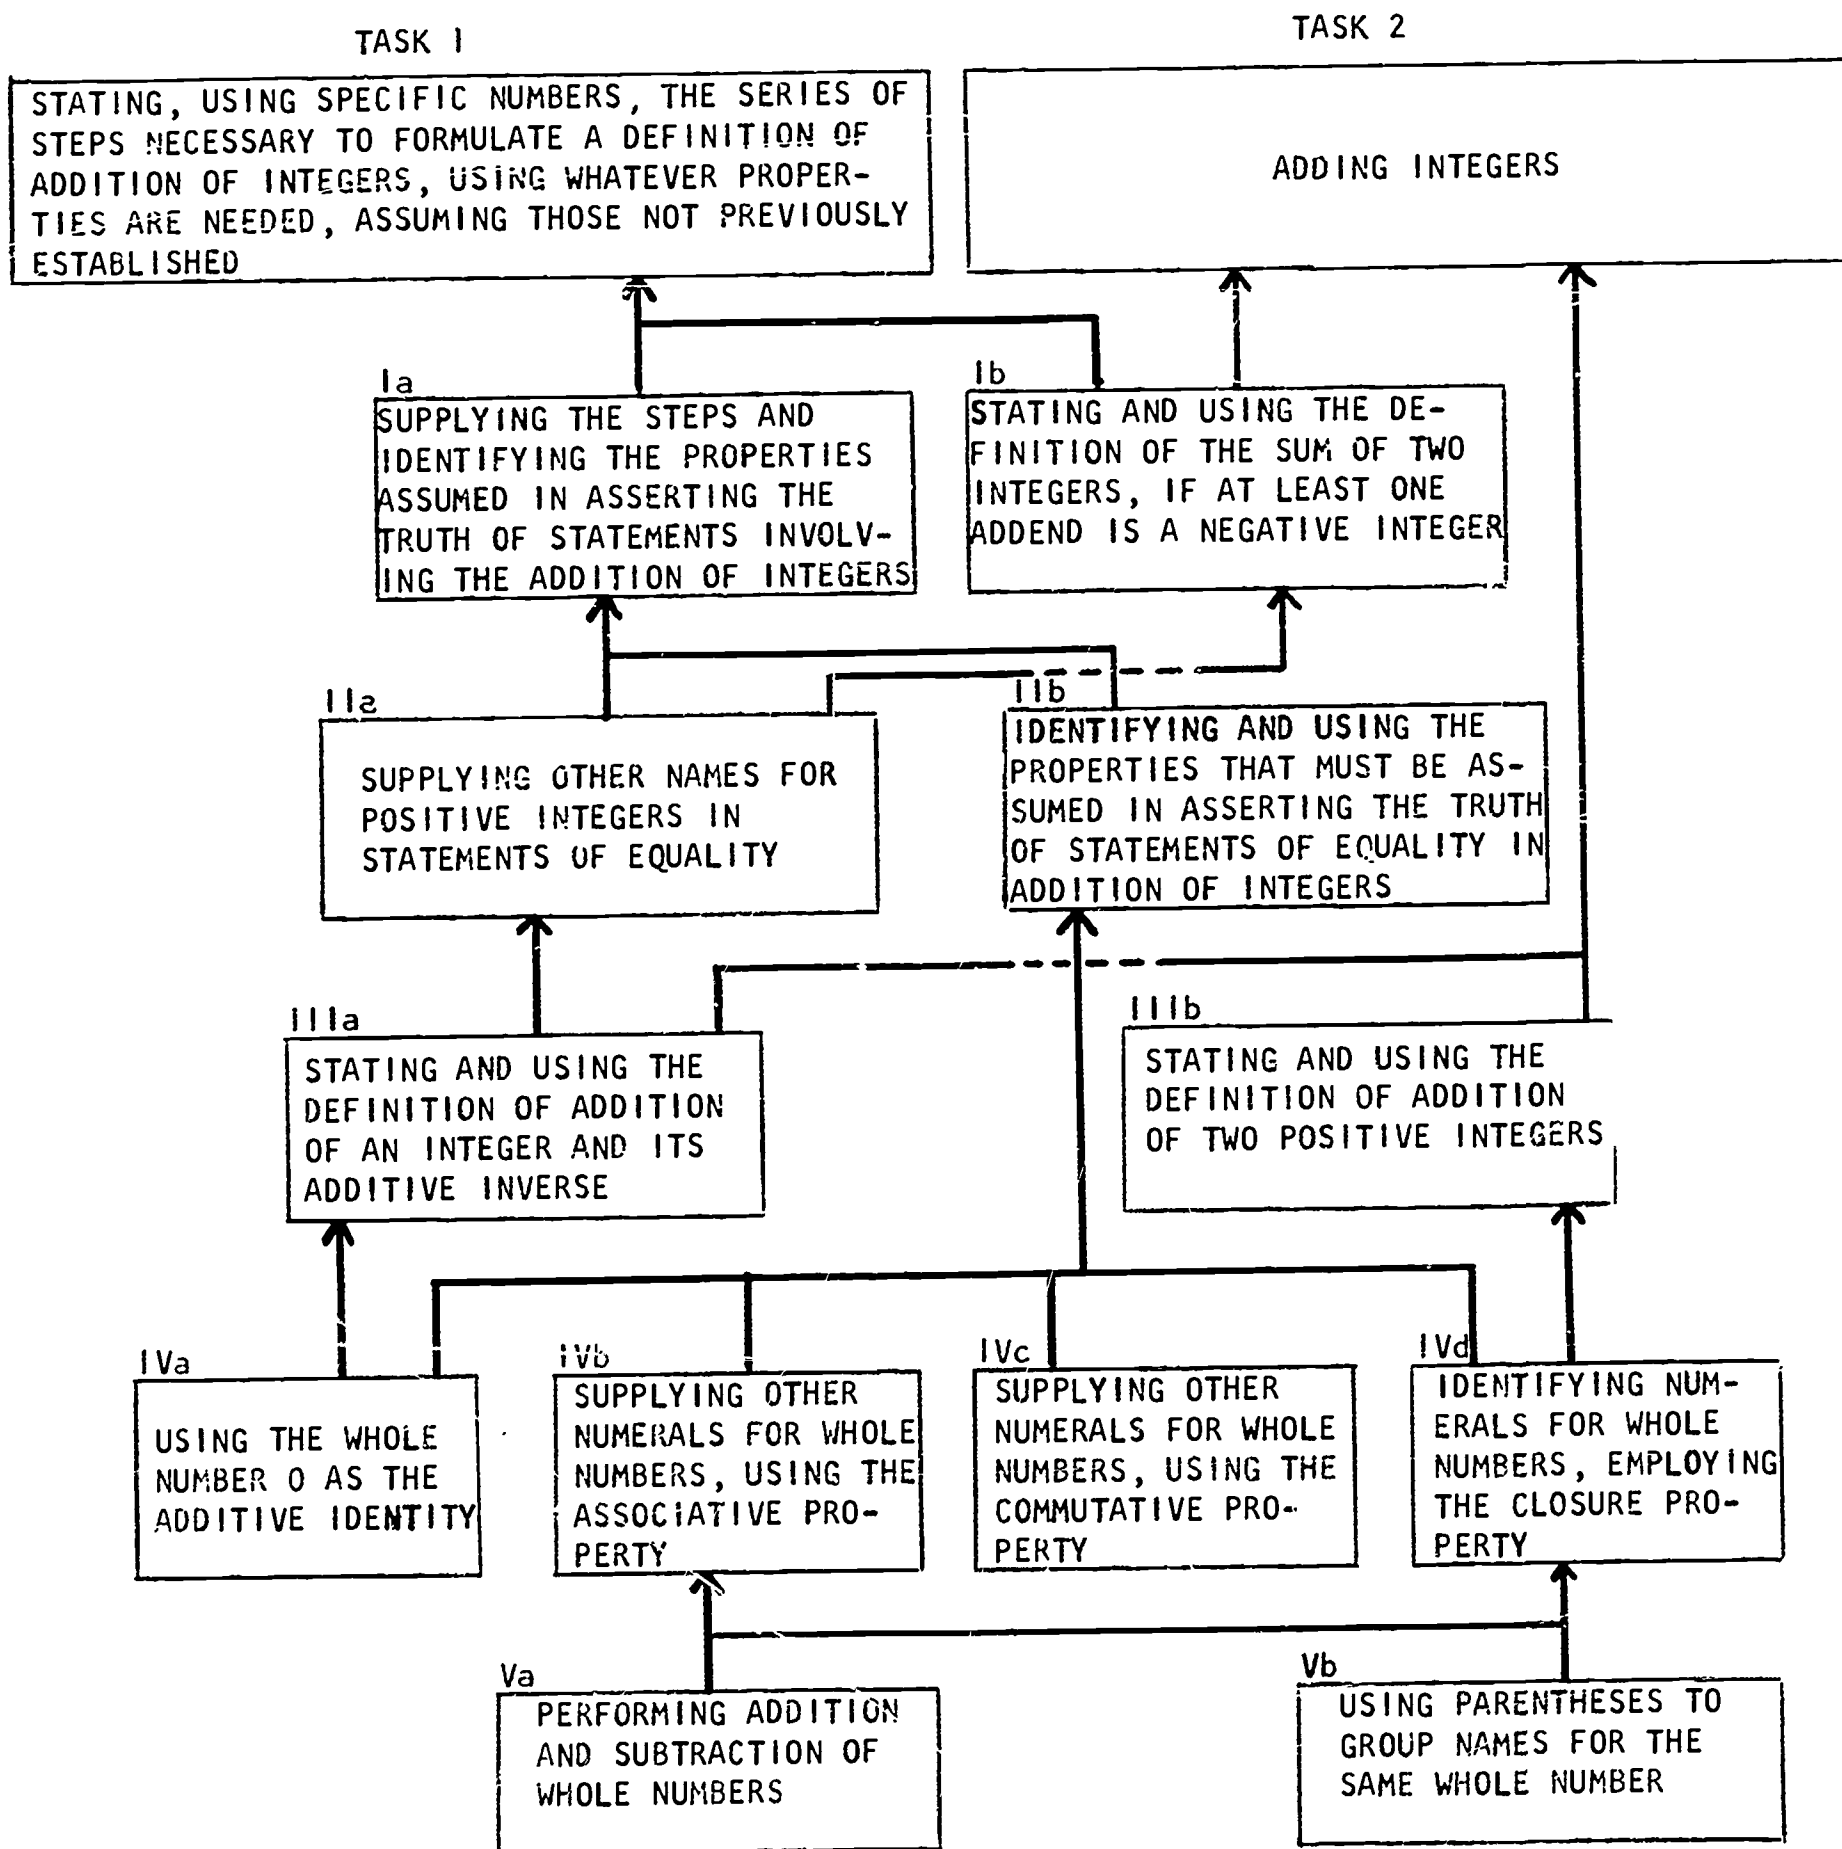 TASK 1
TASK 2
STATING, USING SPECIFIC NUMBERS, THE SERIES OF
STEPS NECESSARY TO FORMULATE A DEFINITION OF
ADDITION OF INTEGERS, USING WHATEVER PROPER-
TIES ARE NEEDED, ASSUMING THOSE NOT PREVIOUSLY
ESTABLISHED
ADDING INTEGERS
Ia
SUPPLYING THE STEPS AND
IDENTIFYING THE PROPERTIES
ASSUMED IN ASSERTING THE
TRUTH OF STATEMENTS INVOLV-
ING THE ADDITION OF INTEGERS
Ib
STATING AND USING THE DE-
FINITION OF THE SUM OF TWO
INTEGERS, IF AT LEAST ONE
ADDEND IS A NEGATIVE INTEGER
IIa
SUPPLYING OTHER NAMES FOR
POSITIVE INTEGERS IN
STATEMENTS OF EQUALITY
IIb
IDENTIFYING AND USING THE
PROPERTIES THAT MUST BE AS-
SUMED IN ASSERTING THE TRUTH
OF STATEMENTS OF EQUALITY IN
ADDITION OF INTEGERS
IIIa
STATING AND USING THE
DEFINITION OF ADDITION
OF AN INTEGER AND ITS
ADDITIVE INVERSE
IIIb
STATING AND USING THE
DEFINITION OF ADDITION
OF TWO POSITIVE INTEGERS
IVa
USING THE WHOLE
NUMBER 0 AS THE
ADDITIVE IDENTITY
IVb
SUPPLYING OTHER
NUMERALS FOR WHOLE
NUMBERS, USING THE
ASSOCIATIVE PRO-
PERTY
IVc
SUPPLYING OTHER
NUMERALS FOR WHOLE
NUMBERS, USING THE
COMMUTATIVE PRO-
PERTY
IVd
IDENTIFYING NUM-
ERALS FOR WHOLE
NUMBERS, EMPLOYING
THE CLOSURE PRO-
PERTY
Va
PERFORMING ADDITION
AND SUBTRACTION OF
WHOLE NUMBERS
Vb
USING PARENTHESES TO
GROUP NAMES FOR THE
SAME WHOLE NUMBER